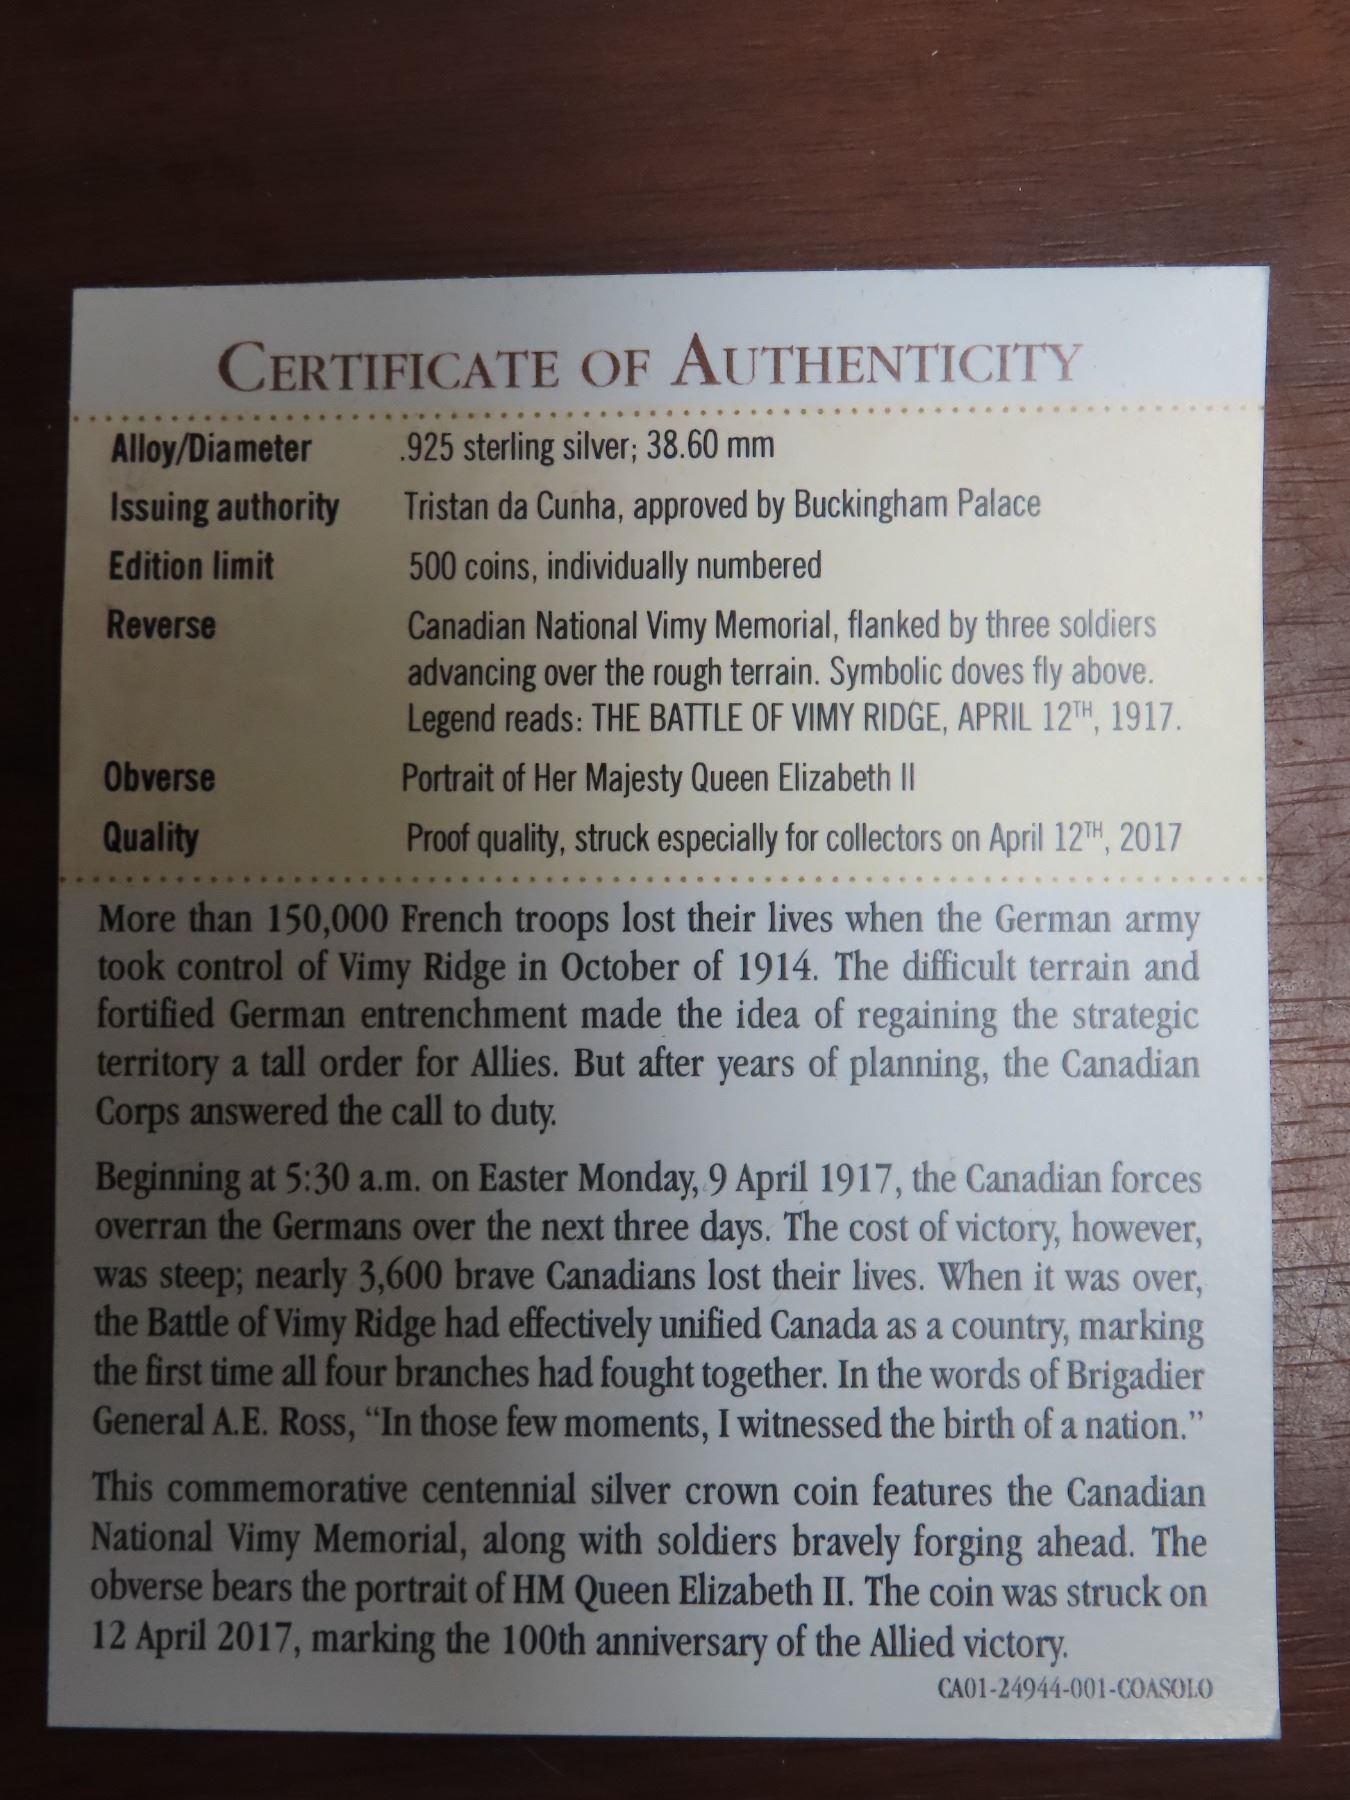 CERTIFICATE OF AUTHENTICITY
Alloy/Diameter .925 sterling silver; 38.60 mm
Issuing authority Tristan da Cunha, approved by Buckingham Palace
Edition limit 500 coins, individually numbered
Reverse Canadian National Vimy Memorial, flanked by three soldiers
advancing over the rough terrain. Symbolic doves fly above.
Legend reads: THE BATTLE OF VIMY RIDGE, APRIL 12TH, 1917.
Obverse Portrait of Her Majesty Queen Elizabeth II
Quality Proof quality, struck especially for collectors on April 12TH, 2017
More than 150,000 French troops lost their lives when the German army
took control of Vimy Ridge in October of 1914. The difficult terrain and
fortified German entrenchment made the idea of regaining the strategic
territory a tall order for Allies. But after years of planning, the Canadian
Corps answered the call to duty.
Beginning at 5:30 a.m. on Easter Monday, 9 April 1917, the Canadian forces
overran the Germans over the next three days. The cost of victory, however,
was steep; nearly 3,600 brave Canadians lost their lives. When it was over,
the Battle of Vimy Ridge had effectively unified Canada as a country, marking
the first time all four branches had fought together. In the words of Brigadier
General A.E. Ross, “In those few moments, I witnessed the birth of a nation.”
This commemorative centennial silver crown coin features the Canadian
National Vimy Memorial, along with soldiers bravely forging ahead. The
obverse bears the portrait of HM Queen Elizabeth II. The coin was struck on
12 April 2017, marking the 100th anniversary of the Allied victory.
CA01-24944-001-COASOLO